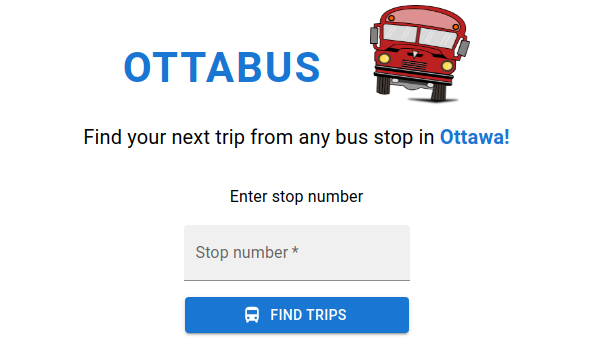 OTTABUS
Find your next trip from any bus stop in Ottawa!
Enter stop number
Stop number *
FIND TRIPS